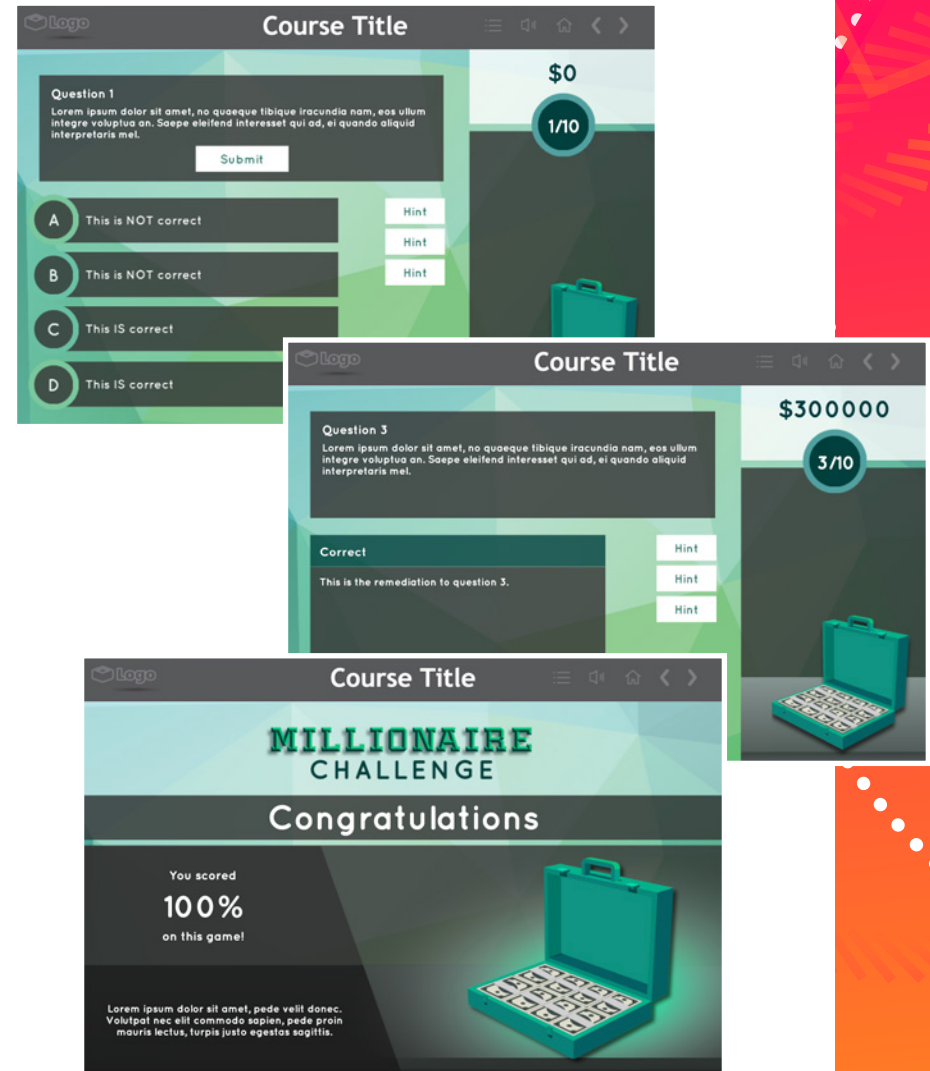 Logo
Course Title
$0
1/10
Question 1
Lorem ipsum dolor sit amet, no quaeque tibique iracundia nam, eos ullum
integre voluptua an. Saepe eleifend interesset qui ad, ei quando aliquid
interpretaris mel.
Submit
A
This is NOT correct
B
This is NOT correct
C
This IS correct
D
This IS correct
Hint
Hint
Hint
Logo
Course Title
$300000
3/10
Question 3
Lorem ipsum dolor sit amet, no quaeque tibique iracundia nam, eos ullum
integre voluptua an. Saepe eleifend interesset qui ad, ei quando aliquid
interpretaris mel.
Correct
This is the remediation to question 3.
Hint
Hint
Hint
Logo
Course Title
MILLIONAIRE
CHALLENGE
Congratulations
You scored
100%
on this game!
Lorem ipsum dolor sit amet, pede velit donec.
Volutpat nec elit commodo sapien, pede proin
mauris lectus, turpis justo egestas sagittis.